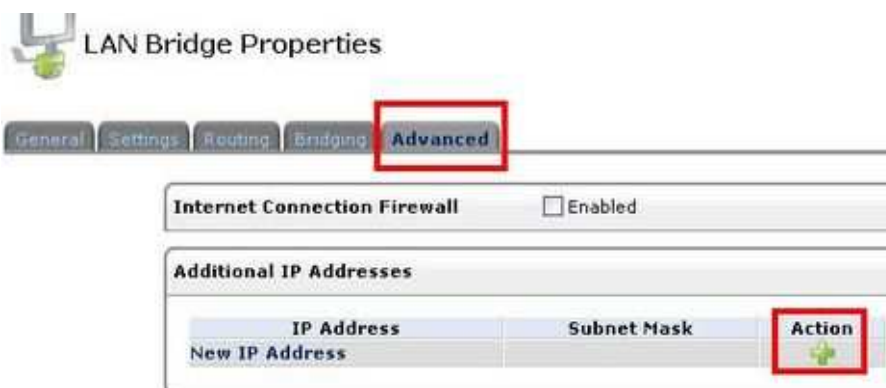 LAN Bridge Properties
General Settings Routing Bridging Advanced
Internet Connection Firewall Enabled
Additional IP Addresses
IP Address Subnet Mask Action
New IP Address